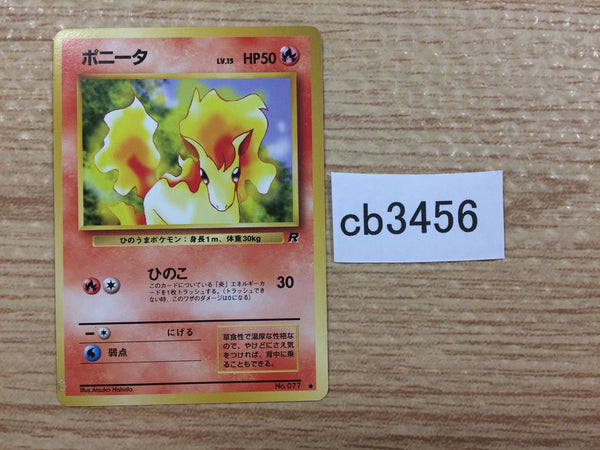 ポニータ LV.15 HP50
ひのうまポケモン：身長1m、体重30kg
R
ひのこ 30
このカードについている「炎」エネルギーカ
ードを1枚トラッシュする。(トラッシュでき
ない時、このワザのダメージは0になる)
にげる
弱点
草食性で温厚な性格な
ので、やけどにさえ気
をつければ、背中に乗
ることもできる。
Illus.Atsuko Nishida
No.077
cb3456